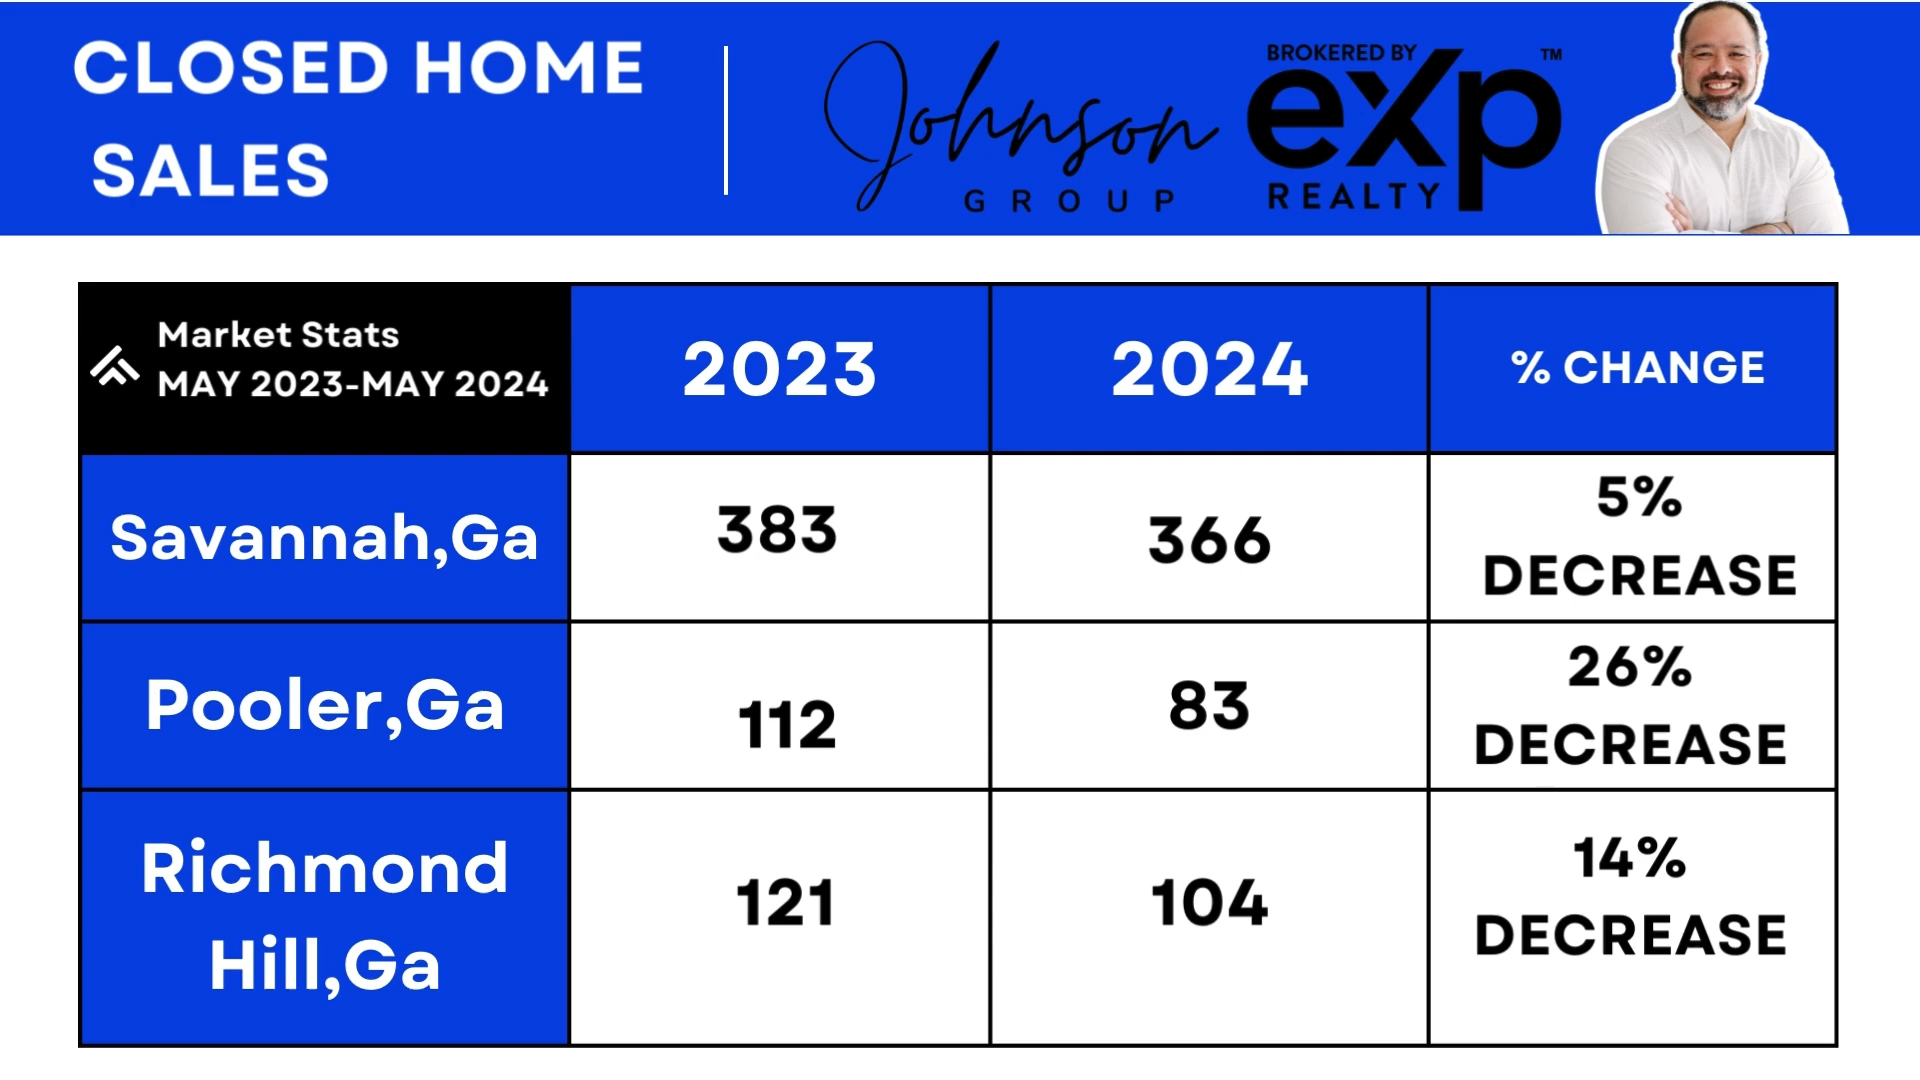 CLOSED HOME
SALES
Johnson
GROUP
BROKERED BY
eXp
™
REALTY
Market Stats
MAY 2023-MAY 2024
2023
2024
% CHANGE
Savannah,Ga
383
366
5%
DECREASE
Pooler,Ga
112
83
26%
DECREASE
Richmond
Hill,Ga
121
104
14%
DECREASE